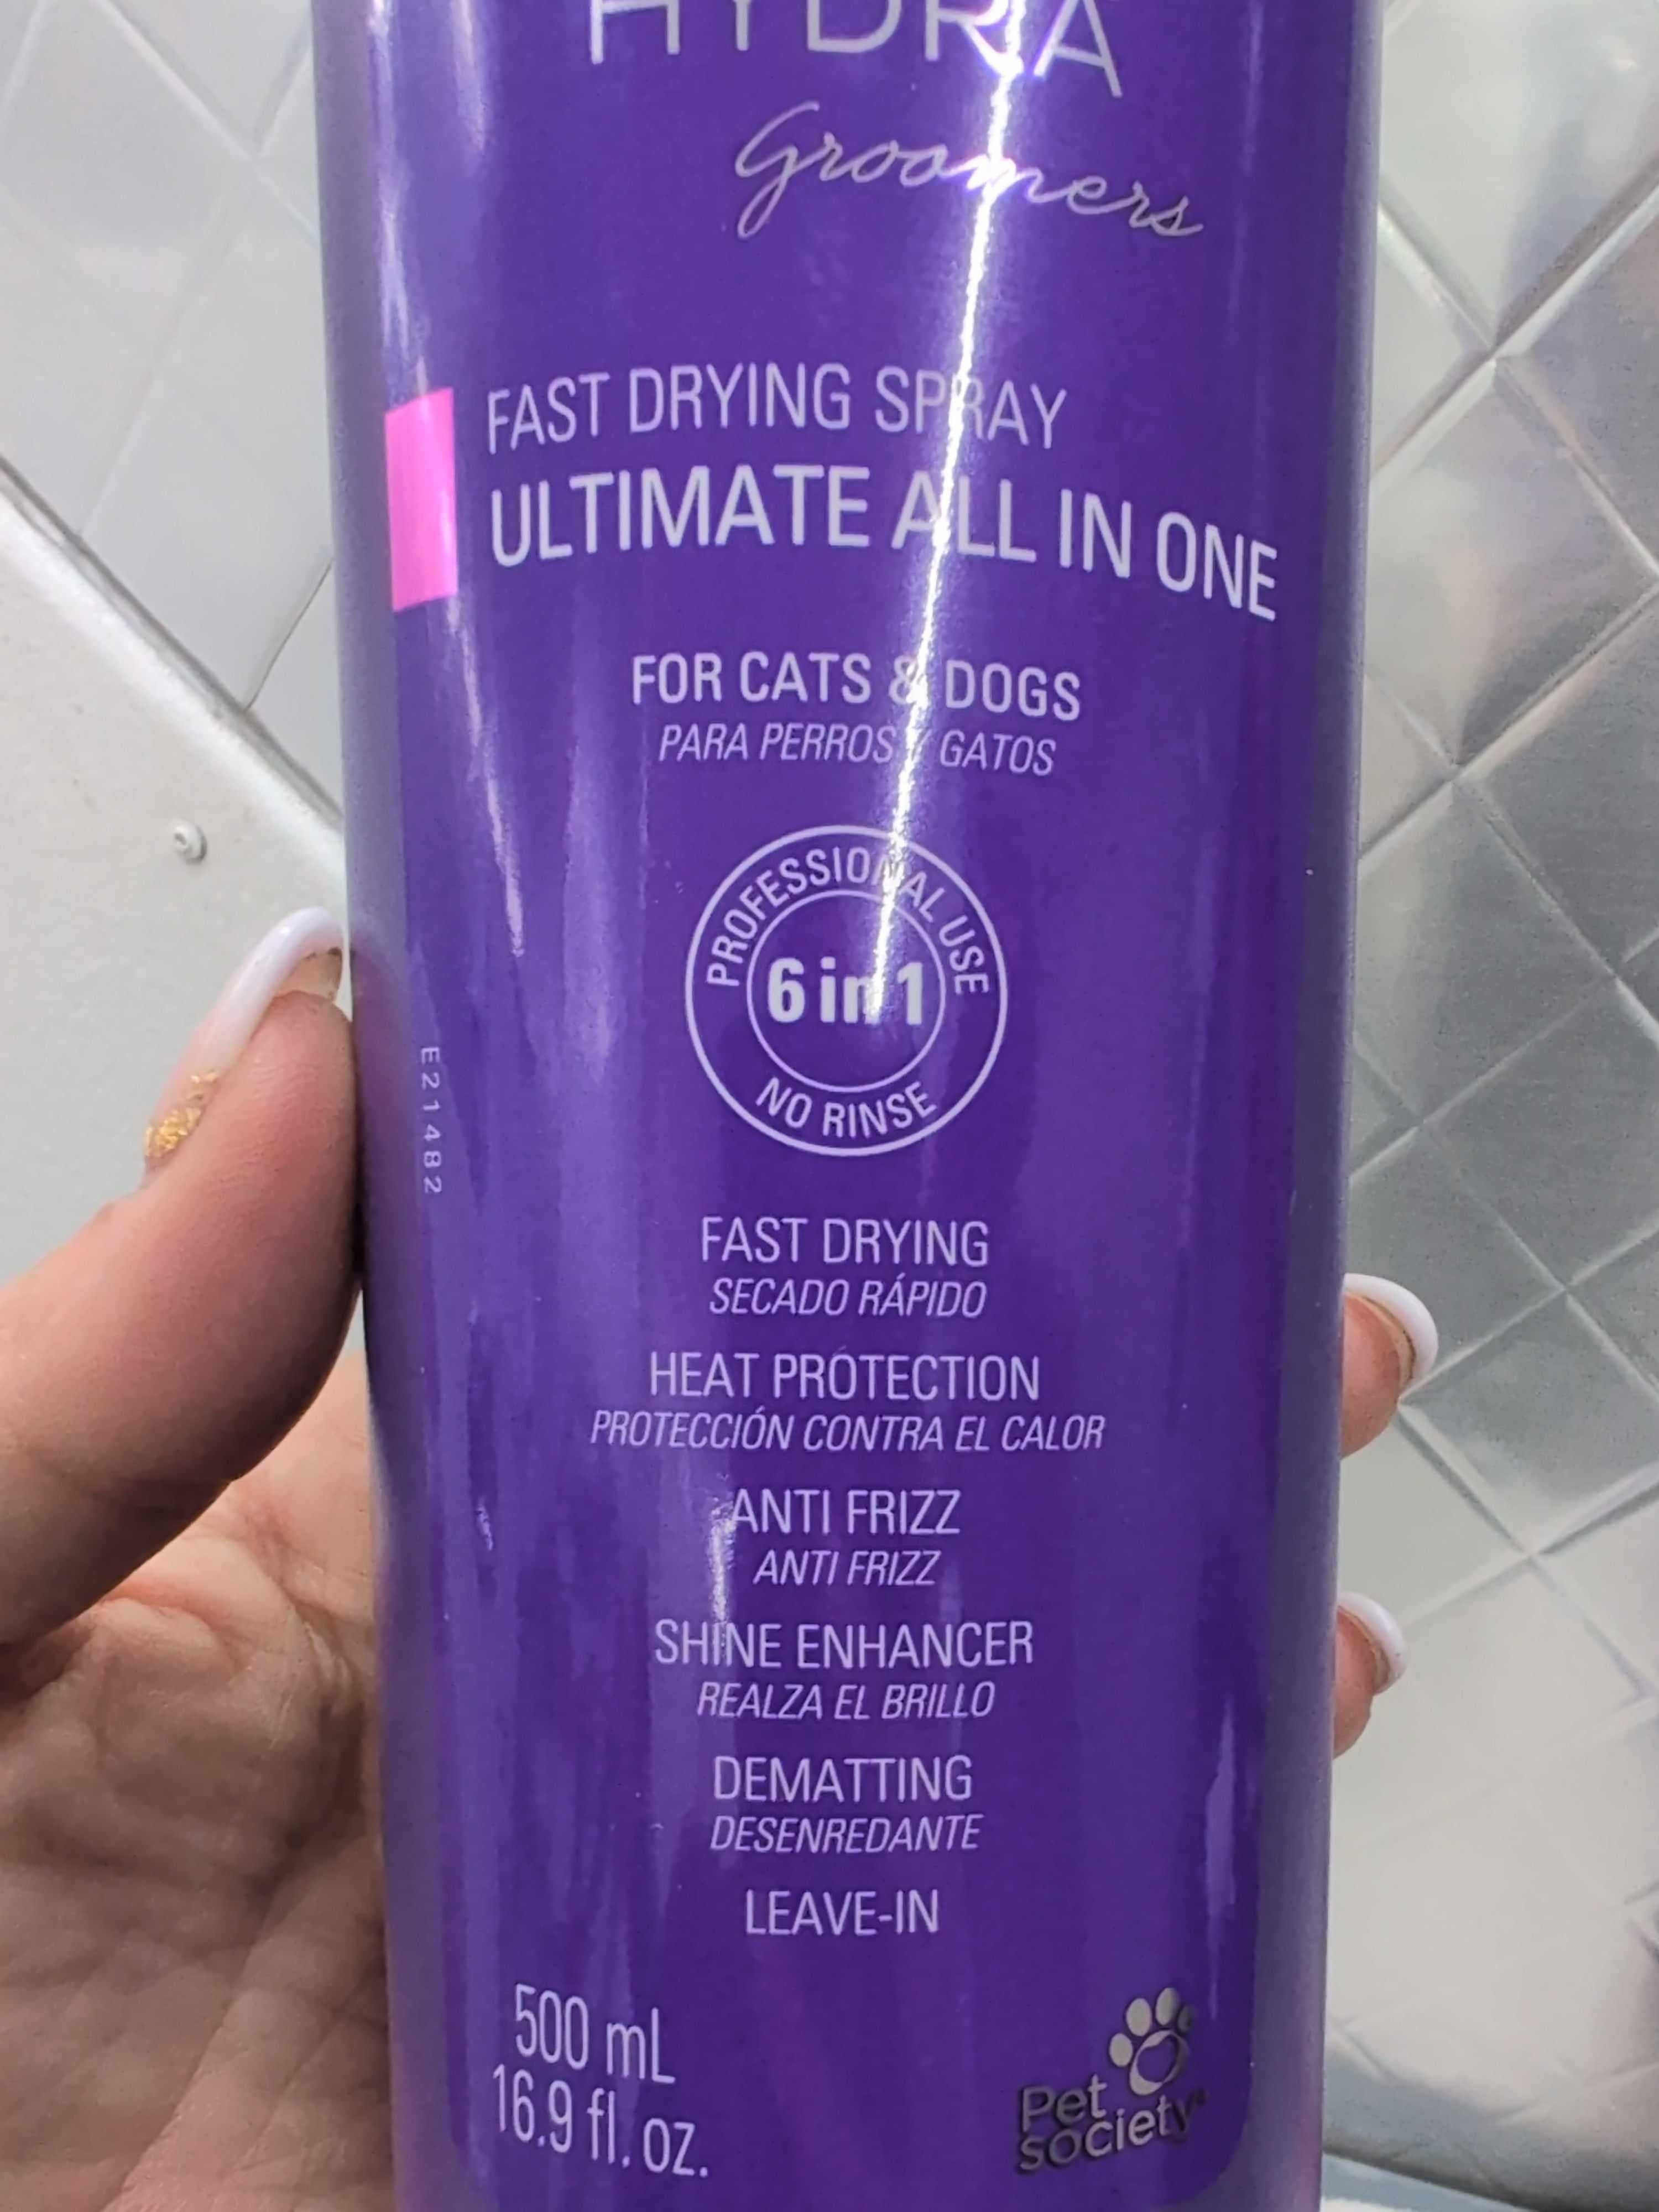 HYDRA
Groomers
FAST DRYING SPRAY
ULTIMATE ALL IN ONE
FOR CATS & DOGS
PARA PERROS Y GATOS
PROFESSIONAL USE
6 in 1
NO RINSE
E21482
FAST DRYING
SECADO RÁPIDO
HEAT PROTECTION
PROTECCIÓN CONTRA EL CALOR
ANTI FRIZZ
ANTI FRIZZ
SHINE ENHANCER
REALZA EL BRILLO
DEMATTING
DESENREDANTE
LEAVE-IN
500 mL
16.9 fl. oz.
Pet
society®